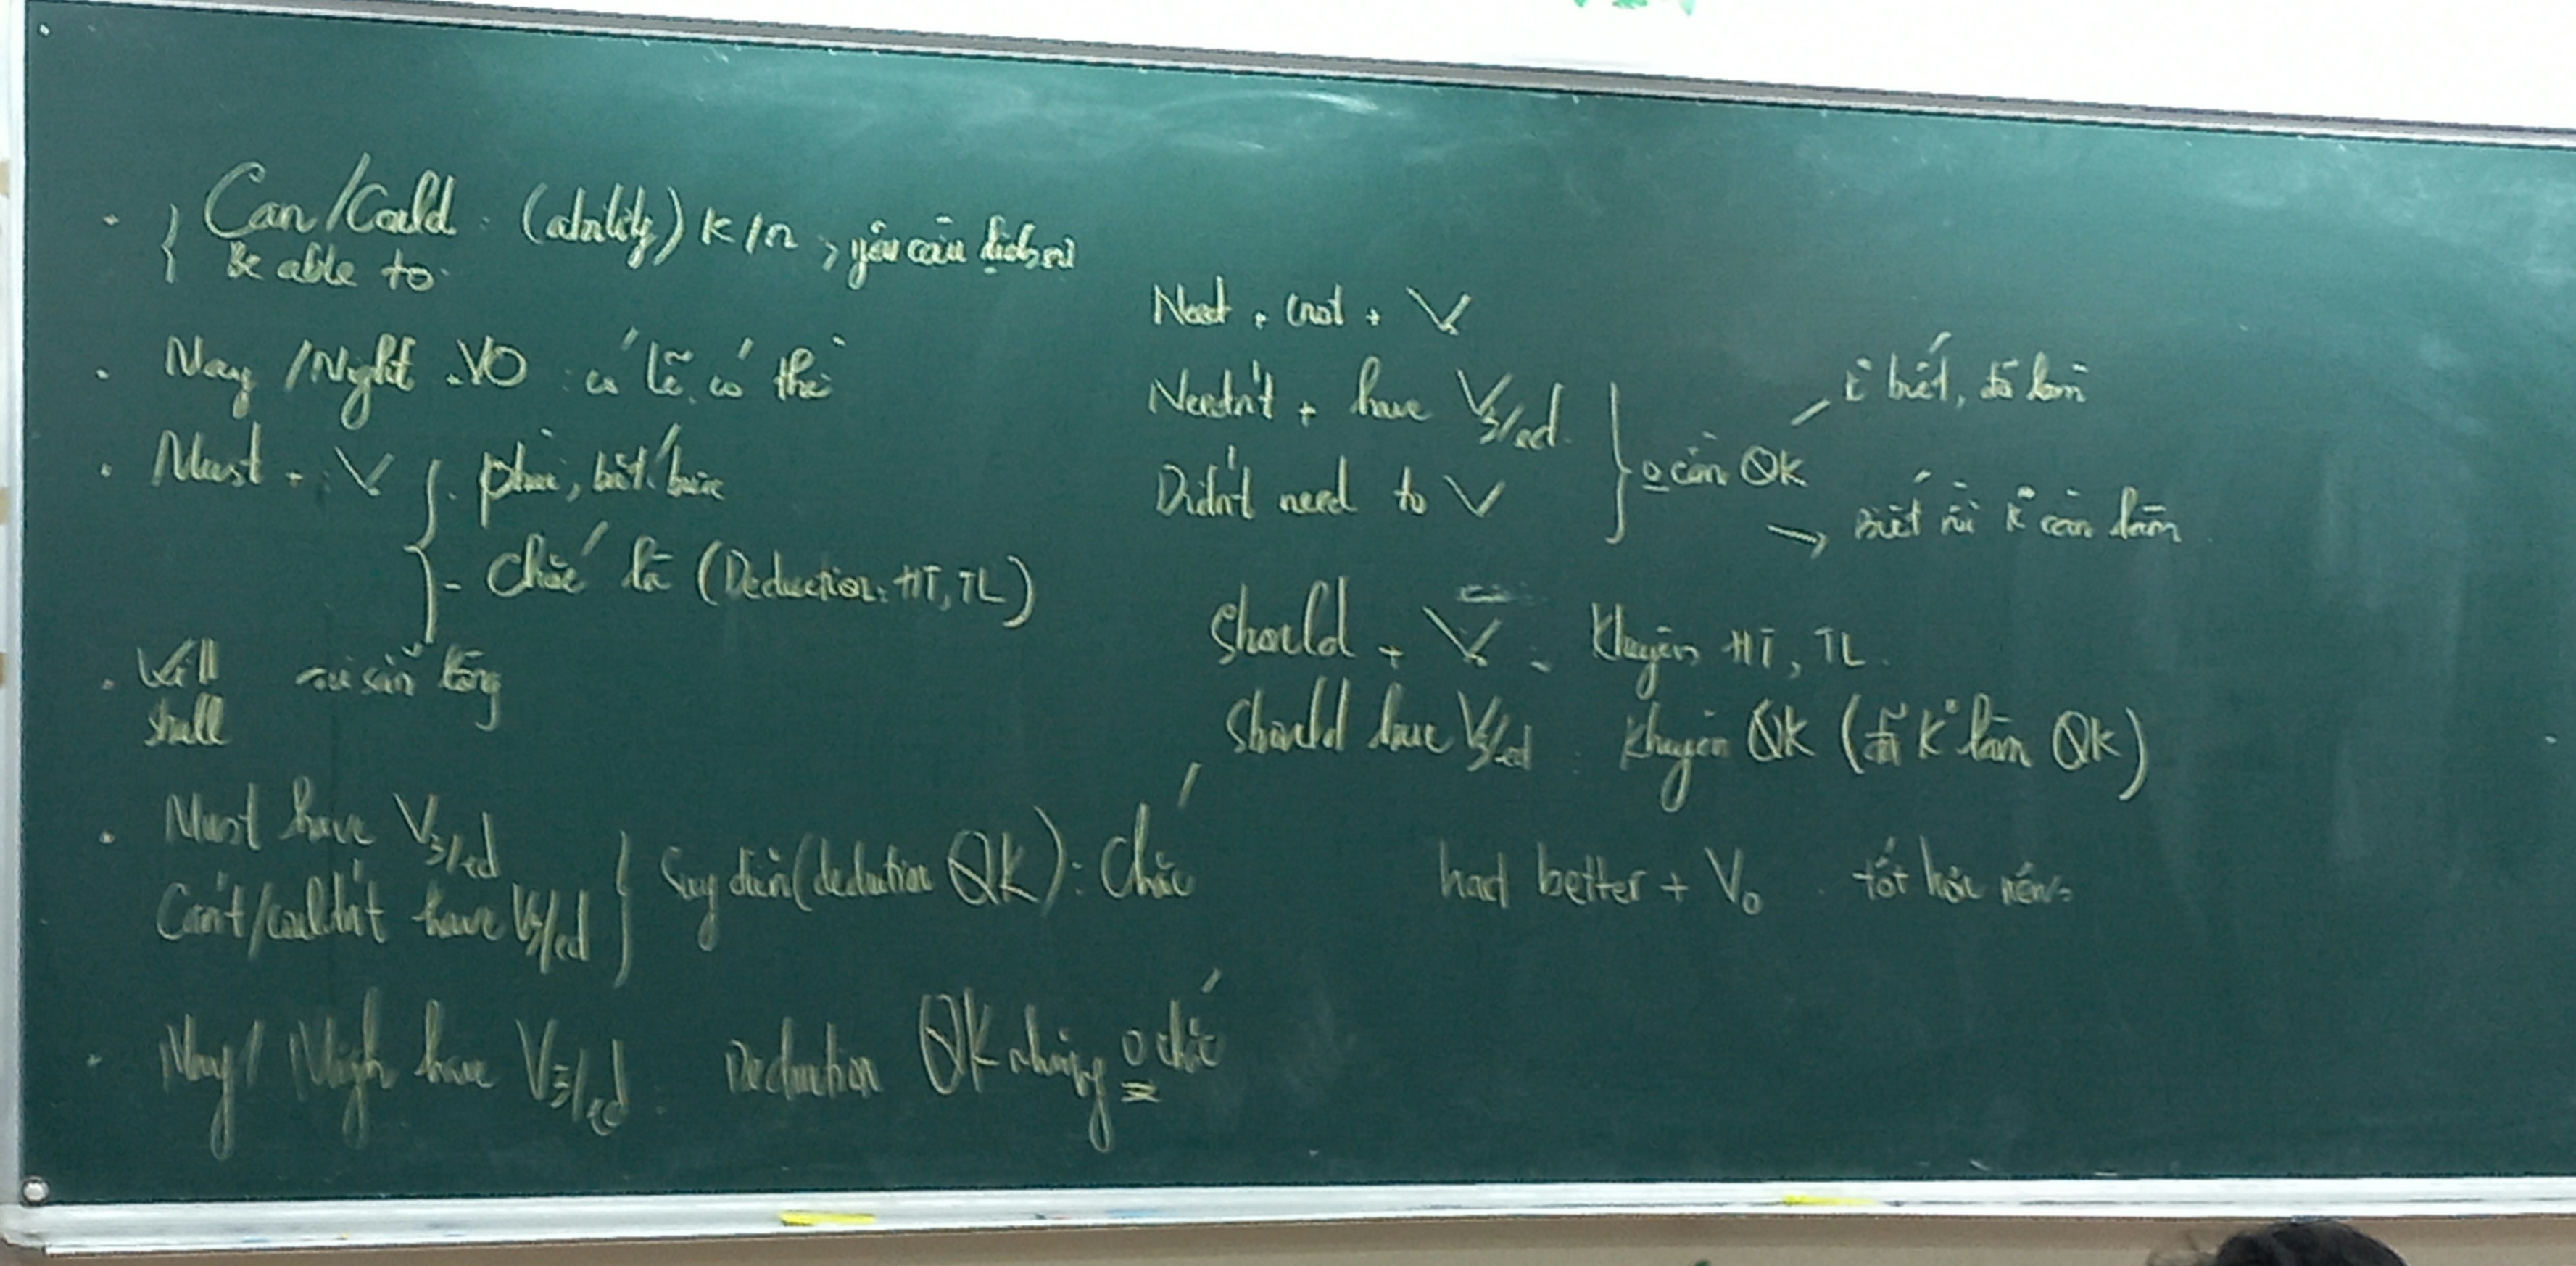 Can/Could (ability) K/n, yêu cầu lịch sự
Be able to
May/Might + V0 có lẽ, có thể
Must + V - phải, bắt buộc
- Chắc là (Deduction: HT, TL)
Will sự sẵn lòng
shall
Must have V3/ed
Can't/couldn't have V3/ed Suy diễn (deduction QK): Chắc
May/Migh have V3/ed Deduction QK nhưng 0 chắc
Need + (not + V
Needn't + have V3/ed K biết, đã làm
Didn't need to V 0 cần QK
Biết rồi K cần làm
Should + V : Khuyên HT, TL
Should have V3/ed Khuyên QK (đã K làm QK)
had better + V0 tốt hơn nên